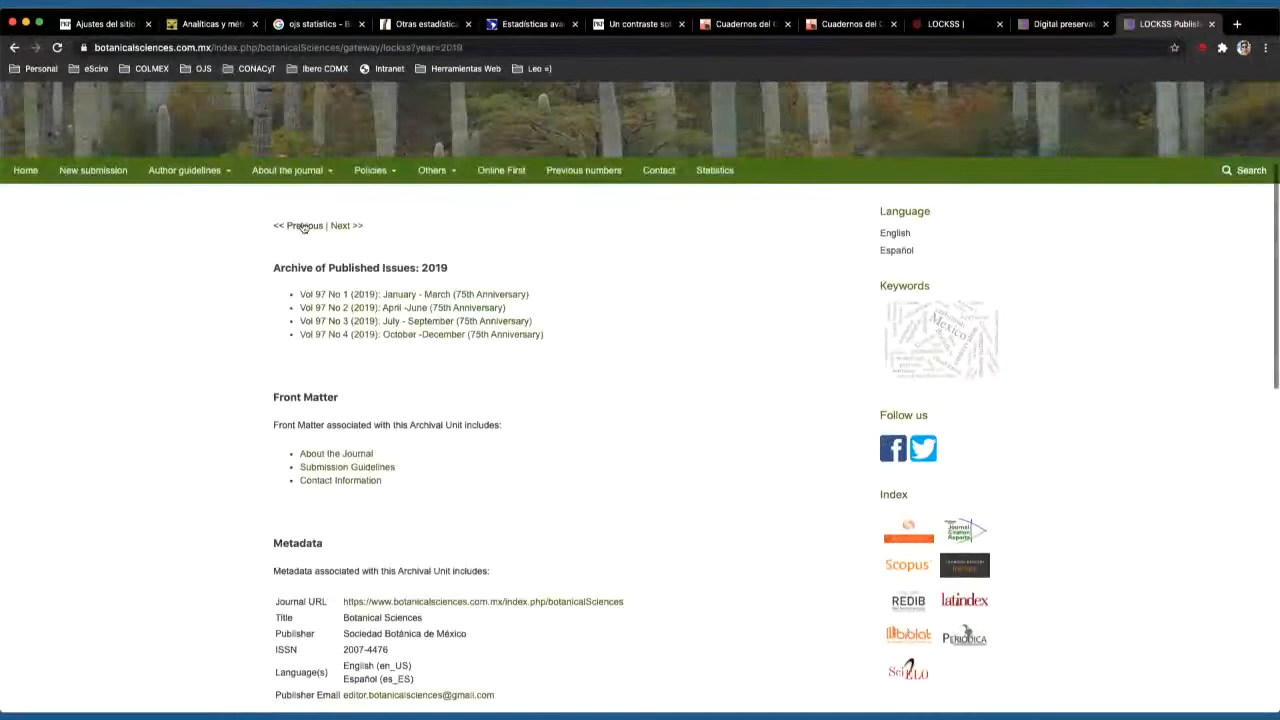 Ajustes del sitio
Analíticas y mét
ojs statistics - B
Otras estadística
Estadísticas ava
Un contraste so
Cuadernos del C
Cuadernos del C
LOCKSS |
Digital preserva
LOCKSS Publish
botanicalsciences.com.mx/index.php/botanicalSciences/gateway/lockss?year=2019
Personal
eScire
COLMEX
OJS
CONACyT
Ibero CDMX
Intranet
Herramientas Web
Leo =)
Home
New submission
Author guidelines
About the journal
Policies
Others
Online First
Previous numbers
Contact
Statistics
Search
<< Previous | Next >>
Archive of Published Issues: 2019
Vol 97 No 1 (2019): January - March (75th Anniversary)
Vol 97 No 2 (2019): April -June (75th Anniversary)
Vol 97 No 3 (2019): July - September (75th Anniversary)
Vol 97 No 4 (2019): October -December (75th Anniversary)
Front Matter
Front Matter associated with this Archival Unit includes:
About the Journal
Submission Guidelines
Contact Information
Metadata
Metadata associated with this Archival Unit includes:
Journal URL https://www.botanicalsciences.com.mx/index.php/botanicalSciences
Title Botanical Sciences
Publisher Sociedad Botánica de México
ISSN 2007-4476
Language(s) English (en_US)
Español (es_ES)
Publisher Email editor.botanicalsciences@gmail.com
Language
English
Español
Keywords
Mexico
Follow us
Index
Journal
Citation
Reports
Scopus
REDIB
latindex
biblat
PERIÓDICA
SciELO